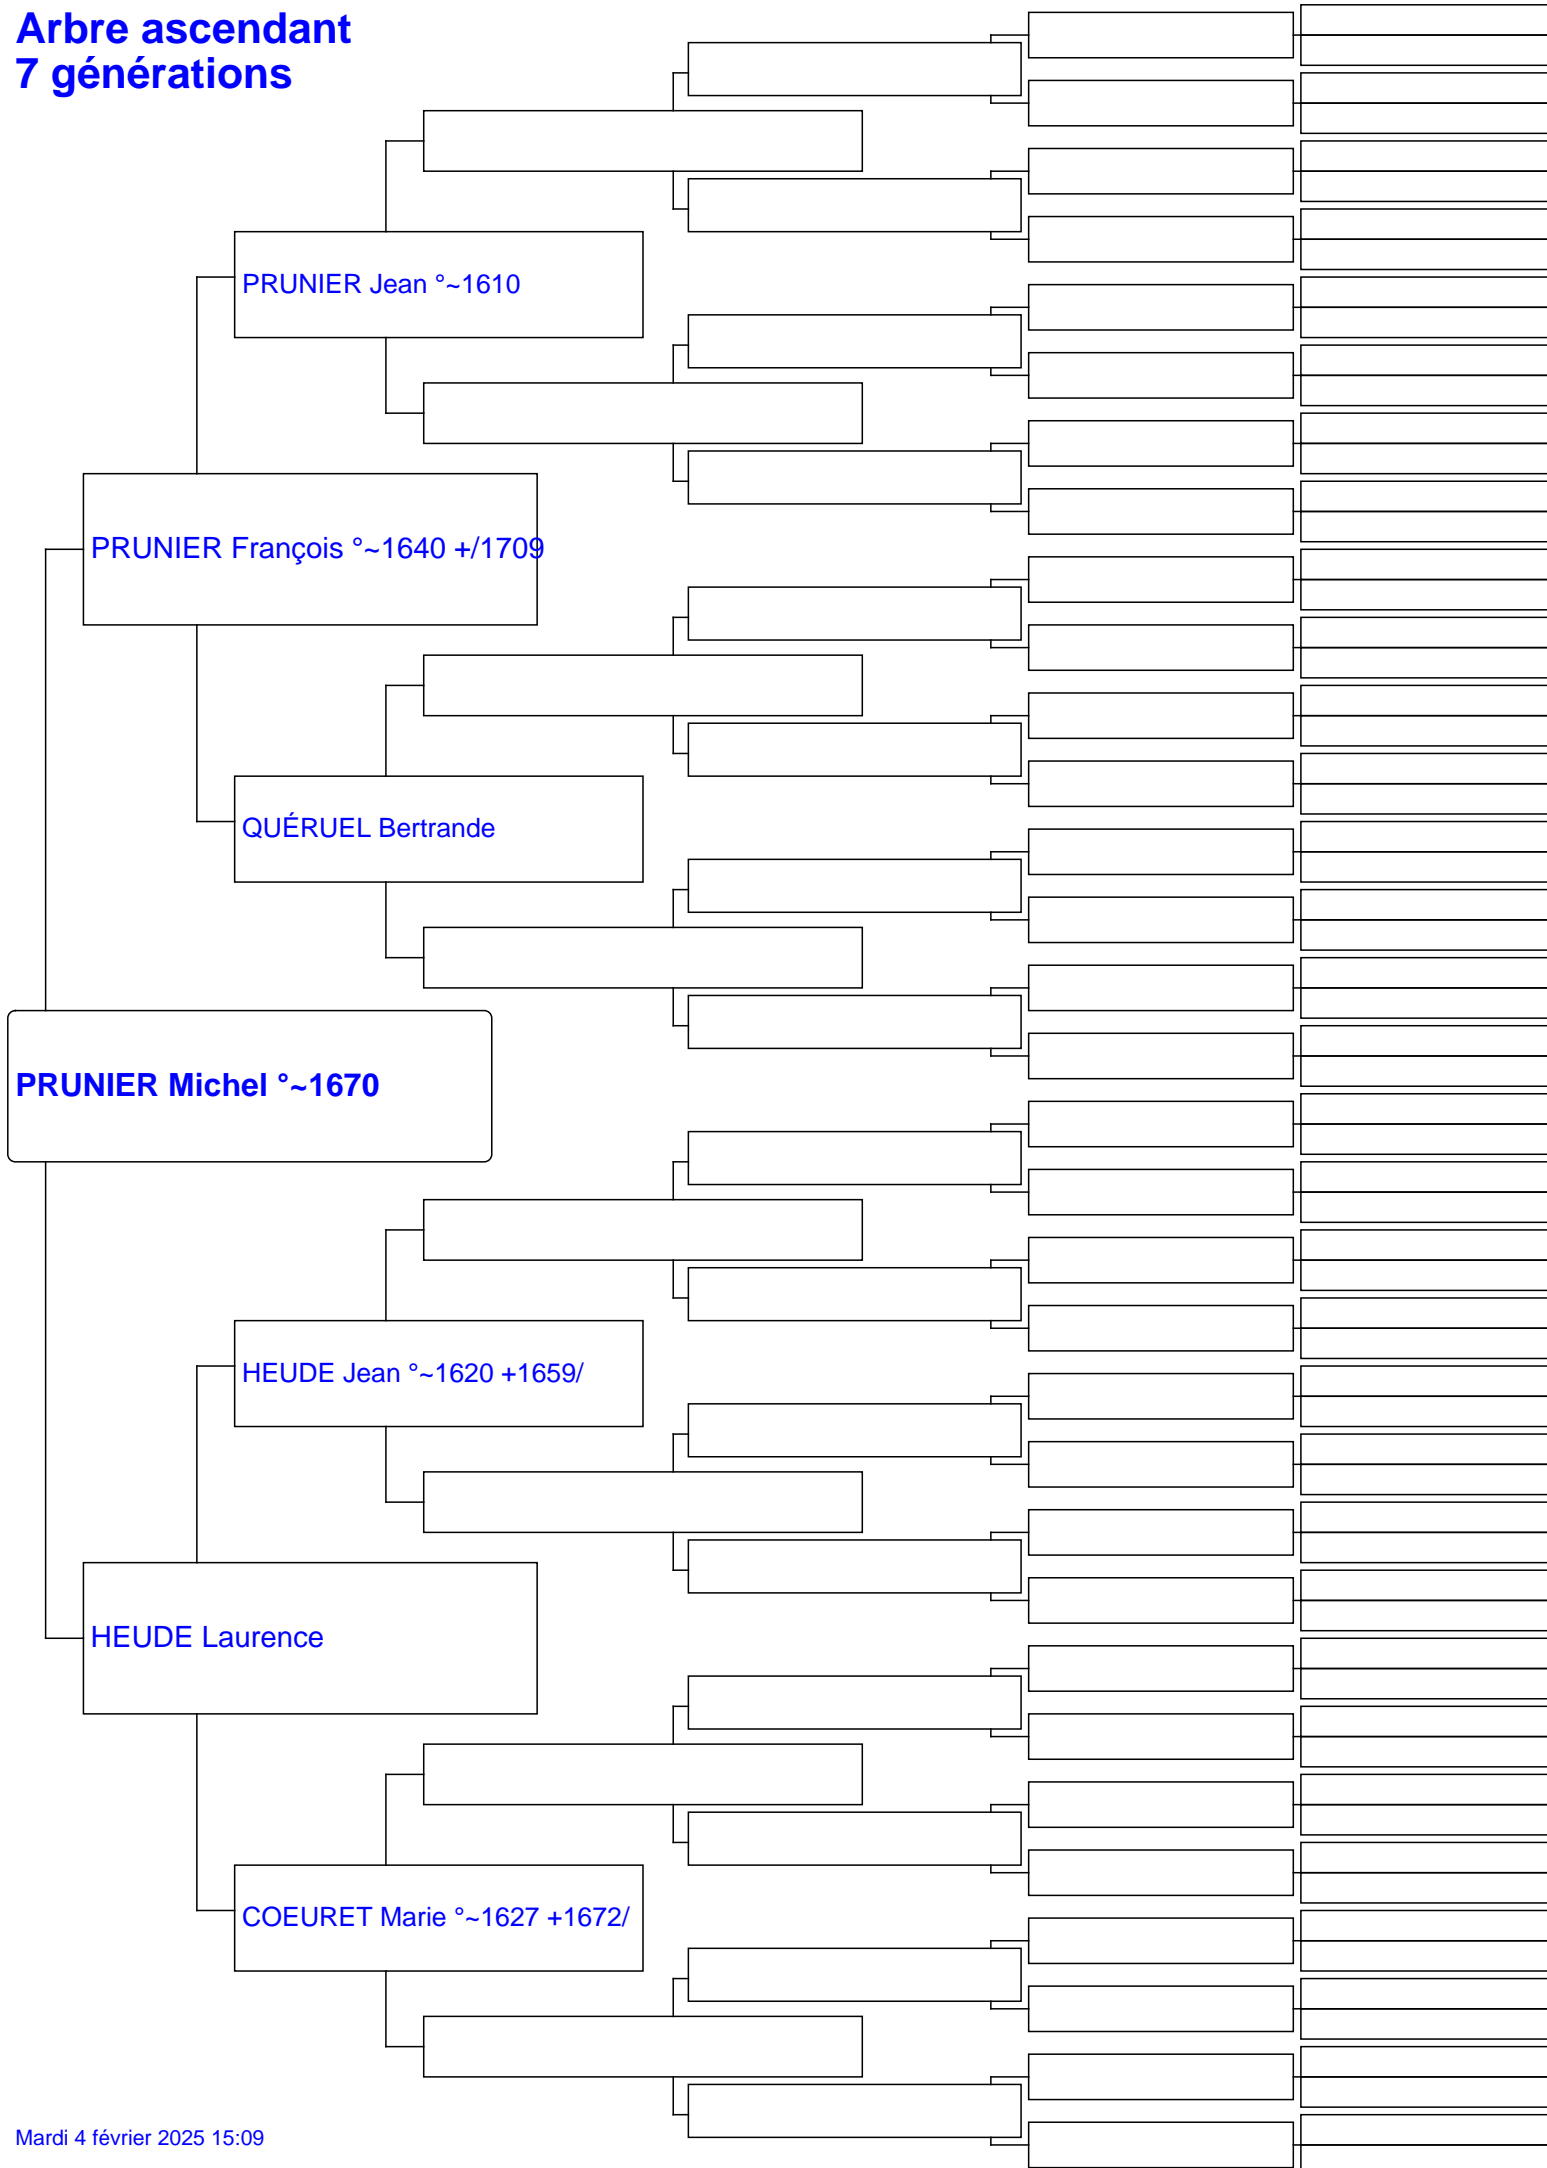 Arbre ascendant
7 générations
PRUNIER Jean °~1610
PRUNIER François °~1640 +/1709
QUÉRUEL Bertrande
PRUNIER Michel °~1670
HEUDE Jean °~1620 +1659/
HEUDE Laurence
COEURET Marie °~1627 +1672/
Mardi 4 février 2025 15:09